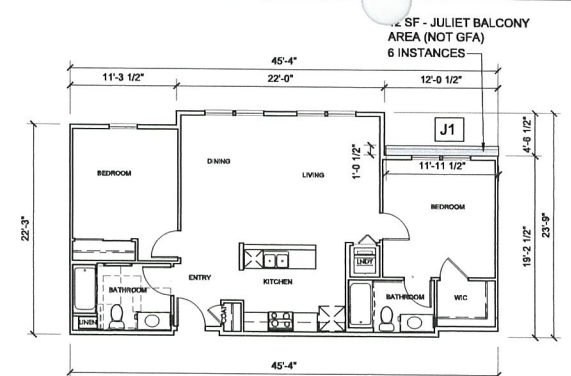 SF - JULIET BALCONY
AREA (NOT GFA)
6 INSTANCES
45'-4"
11'-3 1/2"
22'-0"
12'-0 1/2"
J1
4'-6 1/2"
DINING
1'-0 1/2"
11'-11 1/2"
BEDROOM
LIVING
BEDROOM
22'-3"
19'-2 1/2"
23'-9"
LNDY
ENTRY
KITCHEN
BATHROOM
BATHROOM
WIC
LINEN
COAT
45'-4"